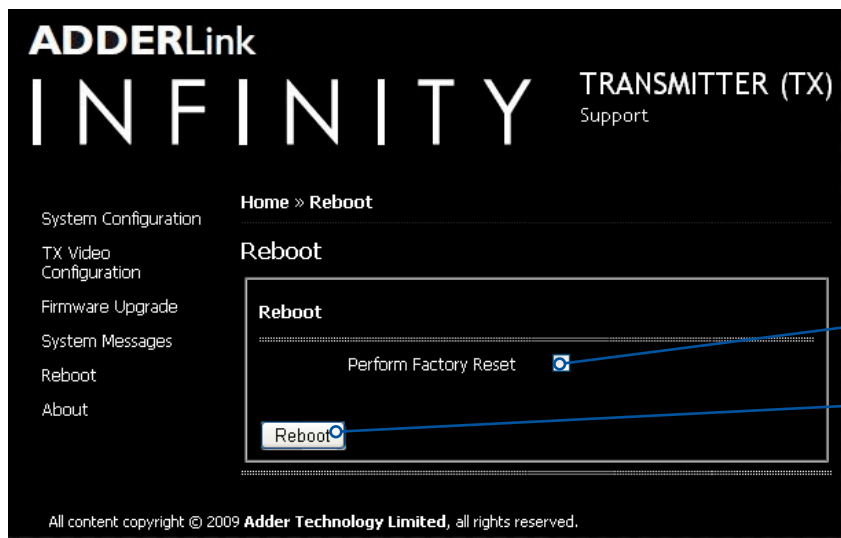 ADDERLink
INFINITY
TRANSMITTER (TX)
Support
System Configuration
TX Video
Configuration
Firmware Upgrade
System Messages
Reboot
About
Home » Reboot
Reboot
Reboot
Perform Factory Reset
Reboot
All content copyright © 2009 Adder Technology Limited, all rights reserved.